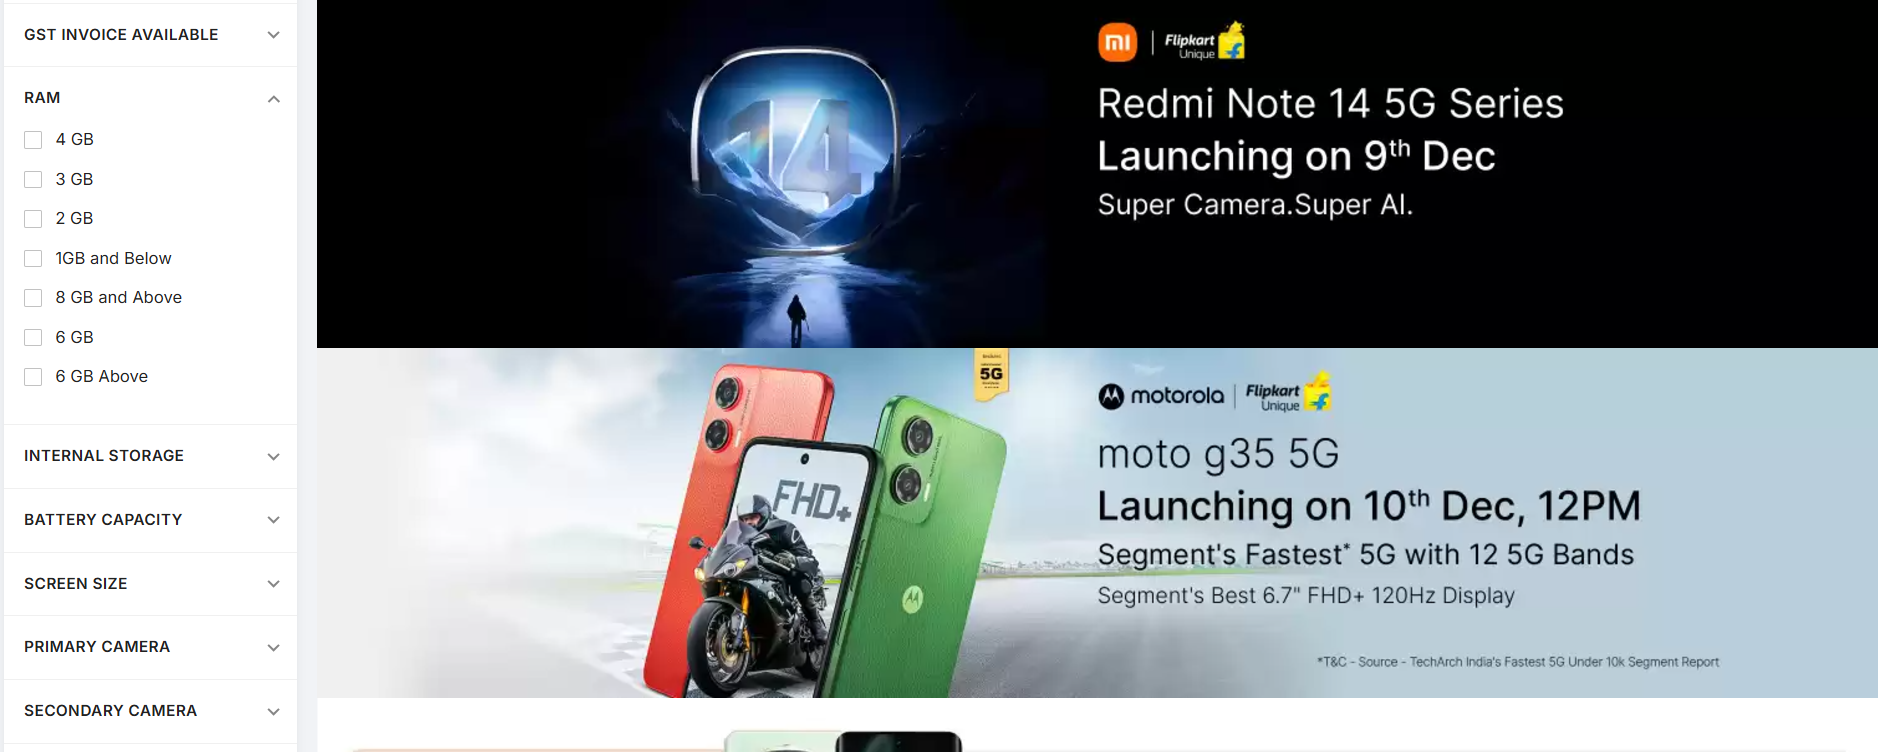 GST INVOICE AVAILABLE
RAM
4 GB
3 GB
2 GB
1GB and Below
8 GB and Above
6 GB
6 GB Above
INTERNAL STORAGE
BATTERY CAPACITY
SCREEN SIZE
PRIMARY CAMERA
SECONDARY CAMERA
14
mi | Flipkart
Unique
Redmi Note 14 5G Series
Launching on 9th Dec
Super Camera.Super AI.
5G
FHD+
motorola | Flipkart
Unique
moto g35 5G
Launching on 10th Dec, 12PM
Segment's Fastest* 5G with 12 5G Bands
Segment's Best 6.7" FHD+ 120Hz Display
*T&C - Source - TechArch India's Fastest 5G Under 10k Segment Report